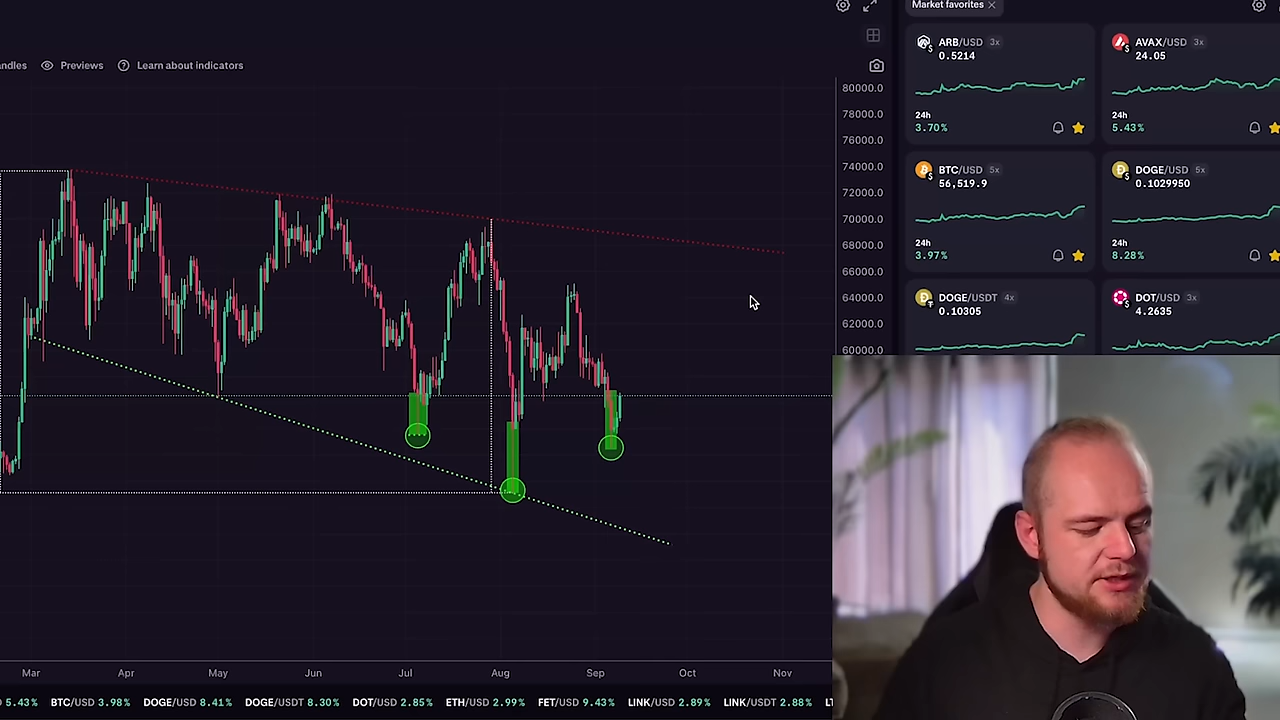 Market favorites ×
andles Previews Learn about indicators
80000.0
78000.0
76000.0
74000.0
72000.0
70000.0
68000.0
66000.0
64000.0
62000.0
60000.0
Mar Apr May Jun Jul Aug Sep Oct Nov
ARB/USD 3x
0.5214
24h
3.70%
AVAX/USD 3x
24.05
24h
5.43%
BTC/USD 5x
56,519.9
24h
3.97%
DOGE/USD 5x
0.1029950
24h
8.28%
DOGE/USDT 4x
0.10305
DOT/USD 3x
4.2635
5.43% BTC/USD 3.98% DOGE/USD 8.41% DOGE/USDT 8.30% DOT/USD 2.85% ETH/USD 2.99% FET/USD 9.43% LINK/USD 2.89% LINK/USDT 2.88%